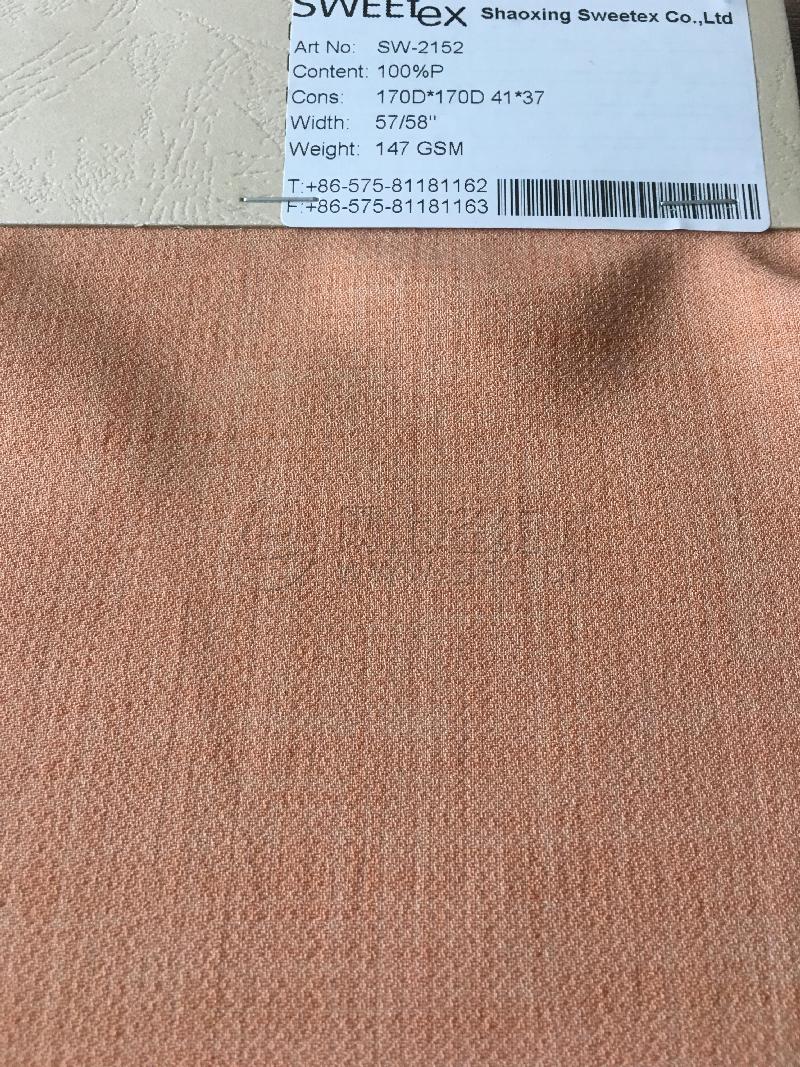 SWEEtex Shaoxing Sweetex Co.,Ltd
Art No: SW-2152
Content: 100%P
Cons: 170D*170D 41*37
Width: 57/58"
Weight: 147 GSM
T:+86-575-81181162
F:+86-575-81181163